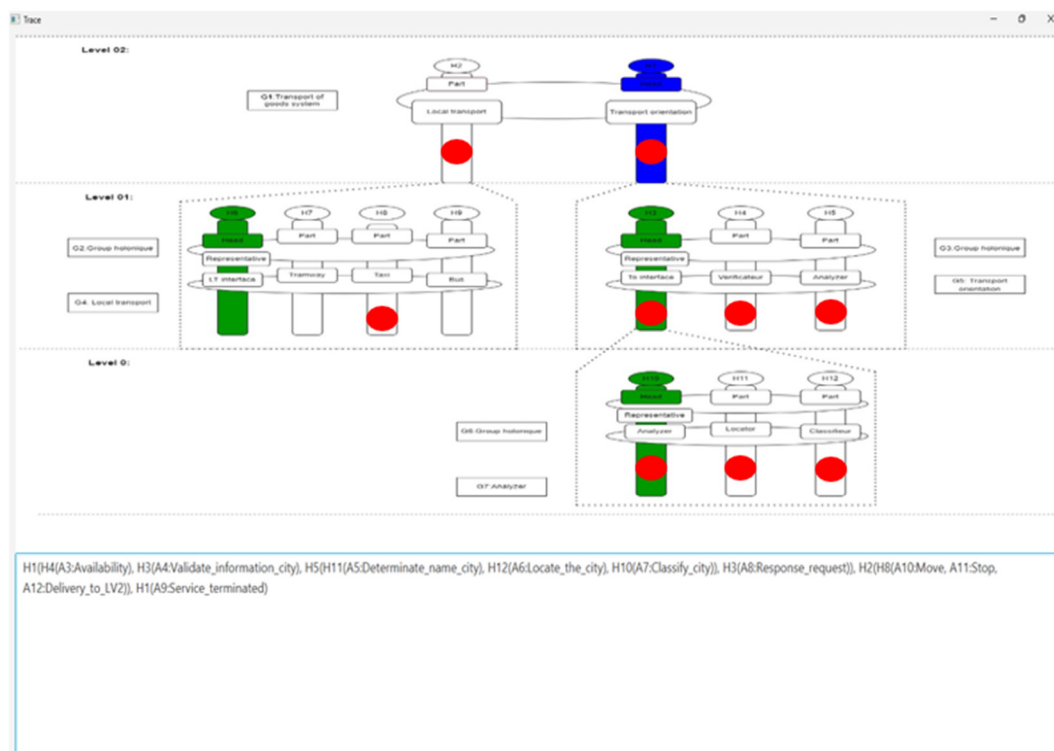 Trace
Level 02:
H2
Part
G1:Transport of
goods system
Local transport
Transport orientation
Level 01:
H6 H7 H8 H9
Head Part Part Part
Representative
LT interface Tramway Taxi Bus
G2:Group holonique
G4: Local transport
H3 H4 H5
Head Part Part
Representative
To interface Verificateur Analyzer
G3:Group holonique
G5: Transport
orientation
Level 0:
H10 H11 H12
Head Part Part
Representative
Analyzer Locator Classifieur
G6:Group holonique
G7:Analyzer
H1(H4(A3:Availability), H3(A4:Validate_information_city), H5(H11(A5:Determinate_name_city), H12(A6:Locate_the_city), H10(A7:Classify_city)), H3(A8:Response_request)), H2(H8(A10:Move, A11:Stop,
A12:Delivery_to_LV2)), H1(A9:Service_terminated)